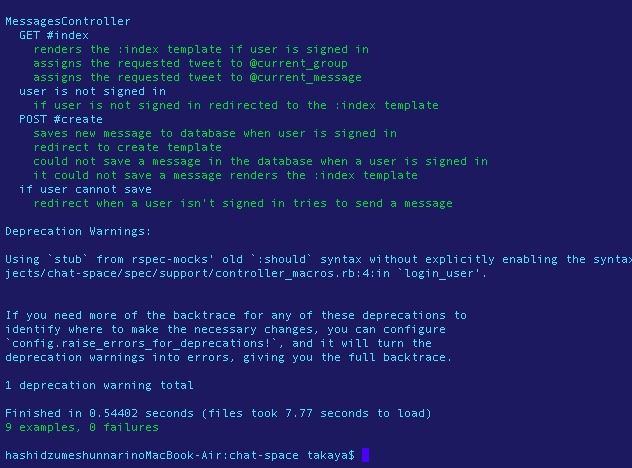 MessagesController
  GET #index
    renders the :index template if user is signed in
    assigns the requested tweet to @current_group
    assigns the requested tweet to @current_message
  user is not signed in
    if user is not signed in redirected to the :index template
  POST #create
    saves new message to database when user is signed in
    redirect to create template
    could not save a message in the database when a user is signed in
    it could not save a message renders the :index template
  if user cannot save
    redirect when a user isn't signed in tries to send a message
Deprecation Warnings:
Using `stub` from rspec-mocks' old `:should` syntax without explicitly enabling the syntax
jects/chat-space/spec/support/controller_macros.rb:4:in `login_user'.
If you need more of the backtrace for any of these deprecations to
identify where to make the necessary changes, you can configure
`config.raise_errors_for_deprecations!`, and it will turn the
deprecation warnings into errors, giving you the full backtrace.
1 deprecation warning total
Finished in 0.54402 seconds (files took 7.77 seconds to load)
9 examples, 0 failures
hashidzumeshunnarinoMacBook-Air:chat-space takaya$